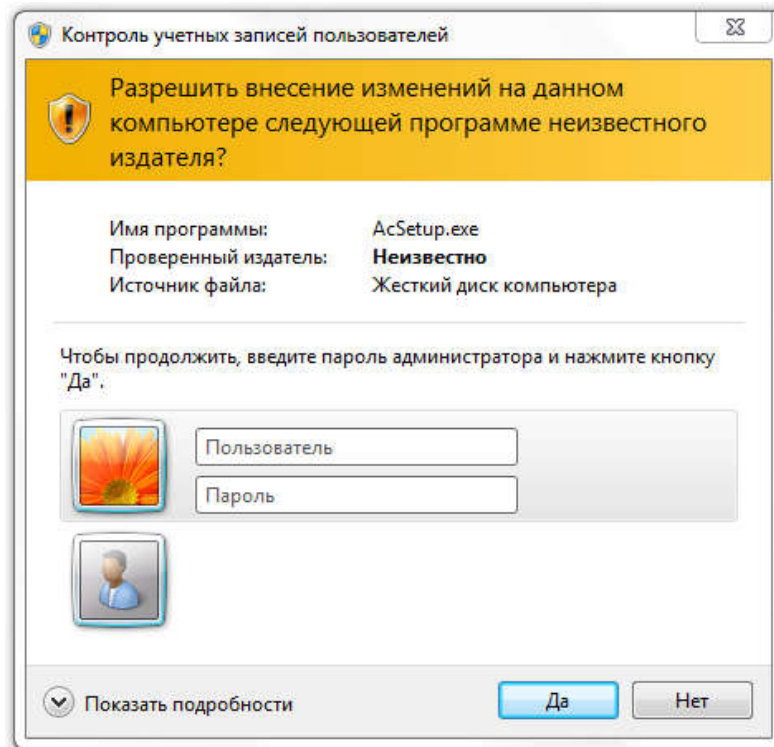 Контроль учетных записей пользователей
Разрешить внесение изменений на данном
компьютере следующей программе неизвестного
издателя?
Имя программы: AcSetup.exe
Проверенный издатель: Неизвестно
Источник файла: Жесткий диск компьютера
Чтобы продолжить, введите пароль администратора и нажмите кнопку
"Да".
Пользователь
Пароль
Показать подробности Да Нет